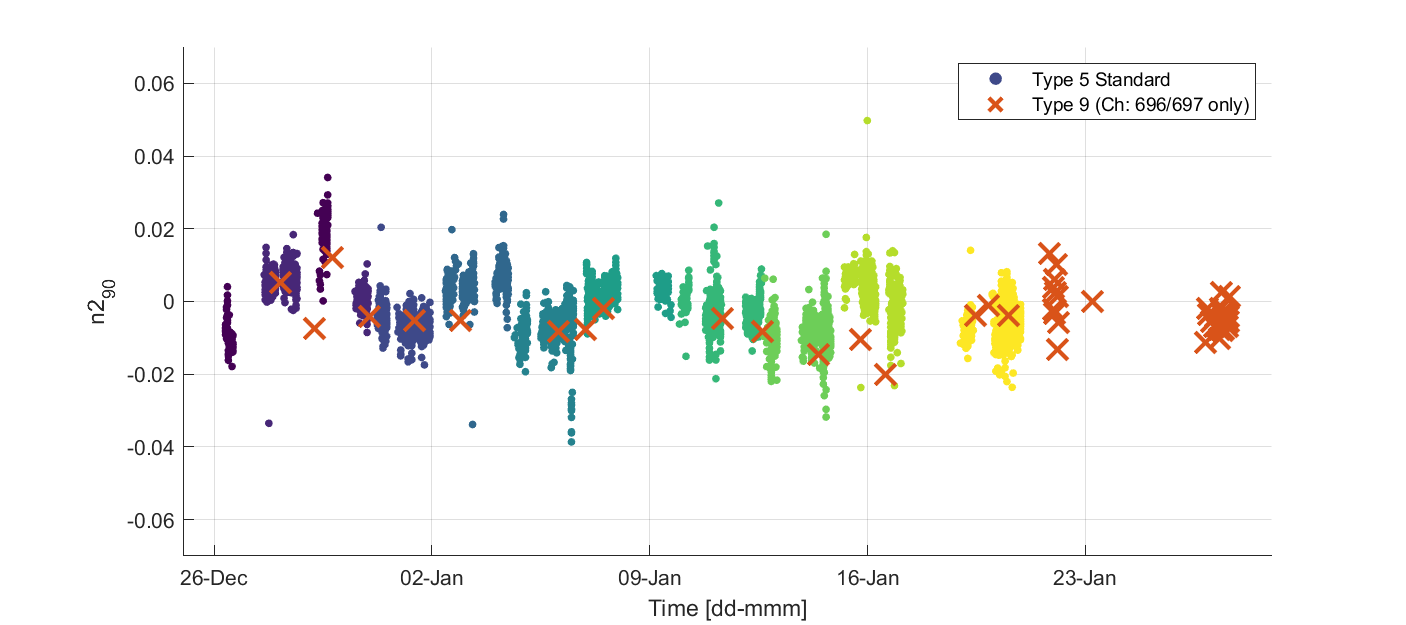 Type 5 Standard
Type 9 (Ch: 696/697 only)
0.06
0.04
0.02
0
-0.02
-0.04
-0.06
n2_90
26-Dec 02-Jan 09-Jan 16-Jan 23-Jan
Time [dd-mmm]